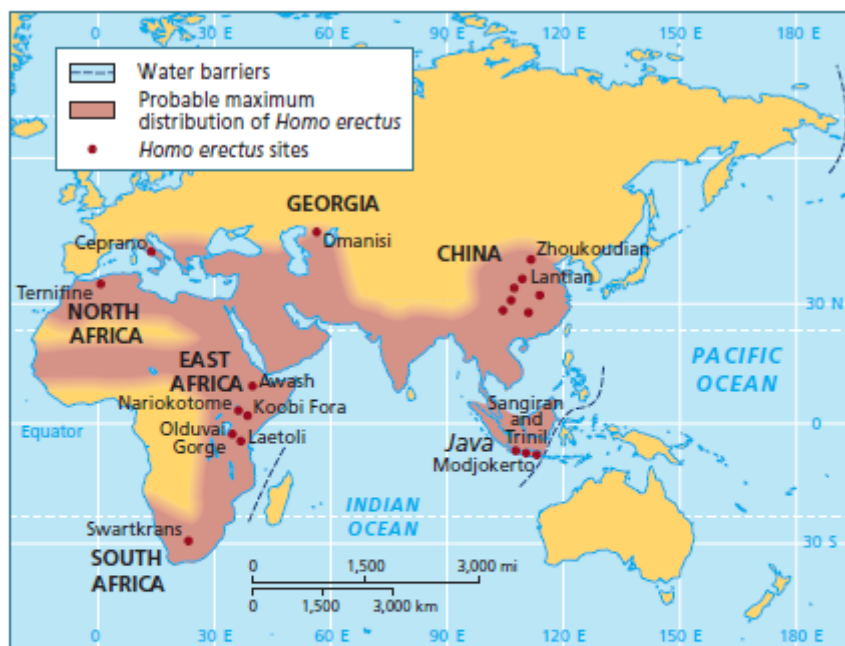 0 30 E 60 E 90 E 120 E 150 E 180 E
Water barriers
Probable maximum
distribution of Homo erectus
Homo erectus sites
GEORGIA
Dmanisi
Ceprano
CHINA
Zhoukoudian
Lantian
Ternifine
30 N
NORTH
AFRICA
PACIFIC
OCEAN
EAST
AFRICA
Awash
Nariokotome
Koobi Fora
Sangiran
and
Trinil
Olduvai
Gorge
Laetoli
Equator
0
Java
Modjokerto
INDIAN
OCEAN
Swartkrans
30 S
SOUTH
AFRICA
0 1,500 3,000 mi
0 1,500 3,000 km
0 30 E 60 E 90 E 120 E 150 E 180 E